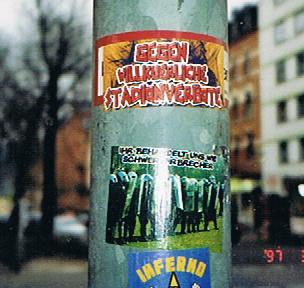 GEGEN
WILLKÜRLICHE
STADIONVERBOTE
IHR BEHANDELT UNS WIE
SCHWERVERBRECHER
INFERNO
'97